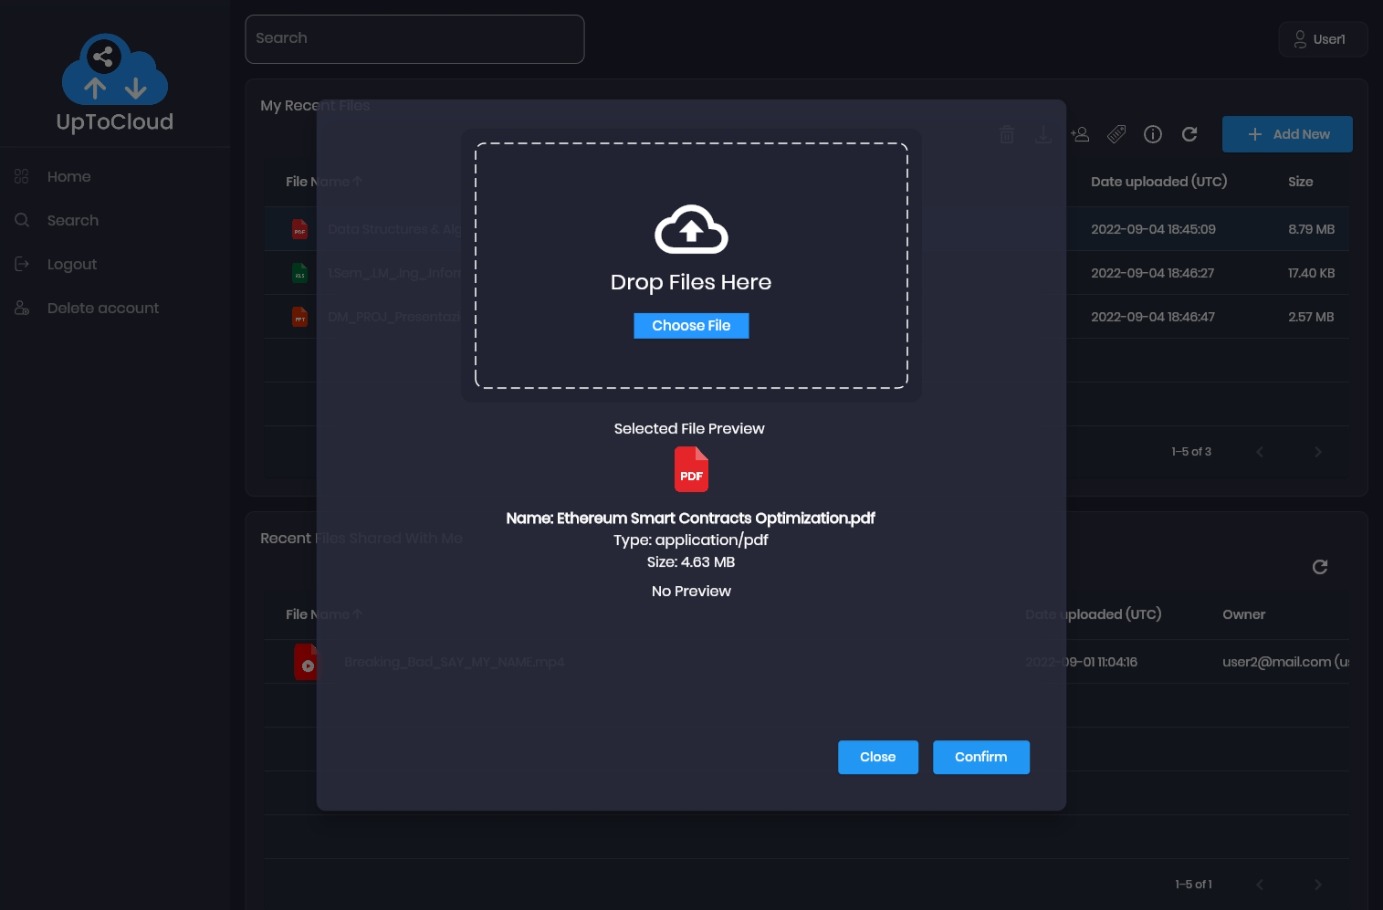 Search
User1
UpToCloud
Home
Search
Logout
Delete account
My Recent Files
Add New
File Name
Date uploaded (UTC)
Size
PDF
Data Structures & Alg
2022-09-04 18:45:09
8.79 MB
XLS
2022-09-04 18:46:27
17.40 KB
PPT
DM_PROJ_Presentazi
2022-09-04 18:46:47
2.57 MB
1-5 of 3
Drop Files Here
Choose File
Selected File Preview
PDF
Name: Ethereum Smart Contracts Optimization.pdf
Type: application/pdf
Size: 4.63 MB
No Preview
Close
Confirm
Recent Files Shared With Me
File Name
Date uploaded (UTC)
Owner
Breaking_Bad_SAY_MY_NAME.mp4
2022-09-01 11:04:16
user2@mail.com
1-5 of 1